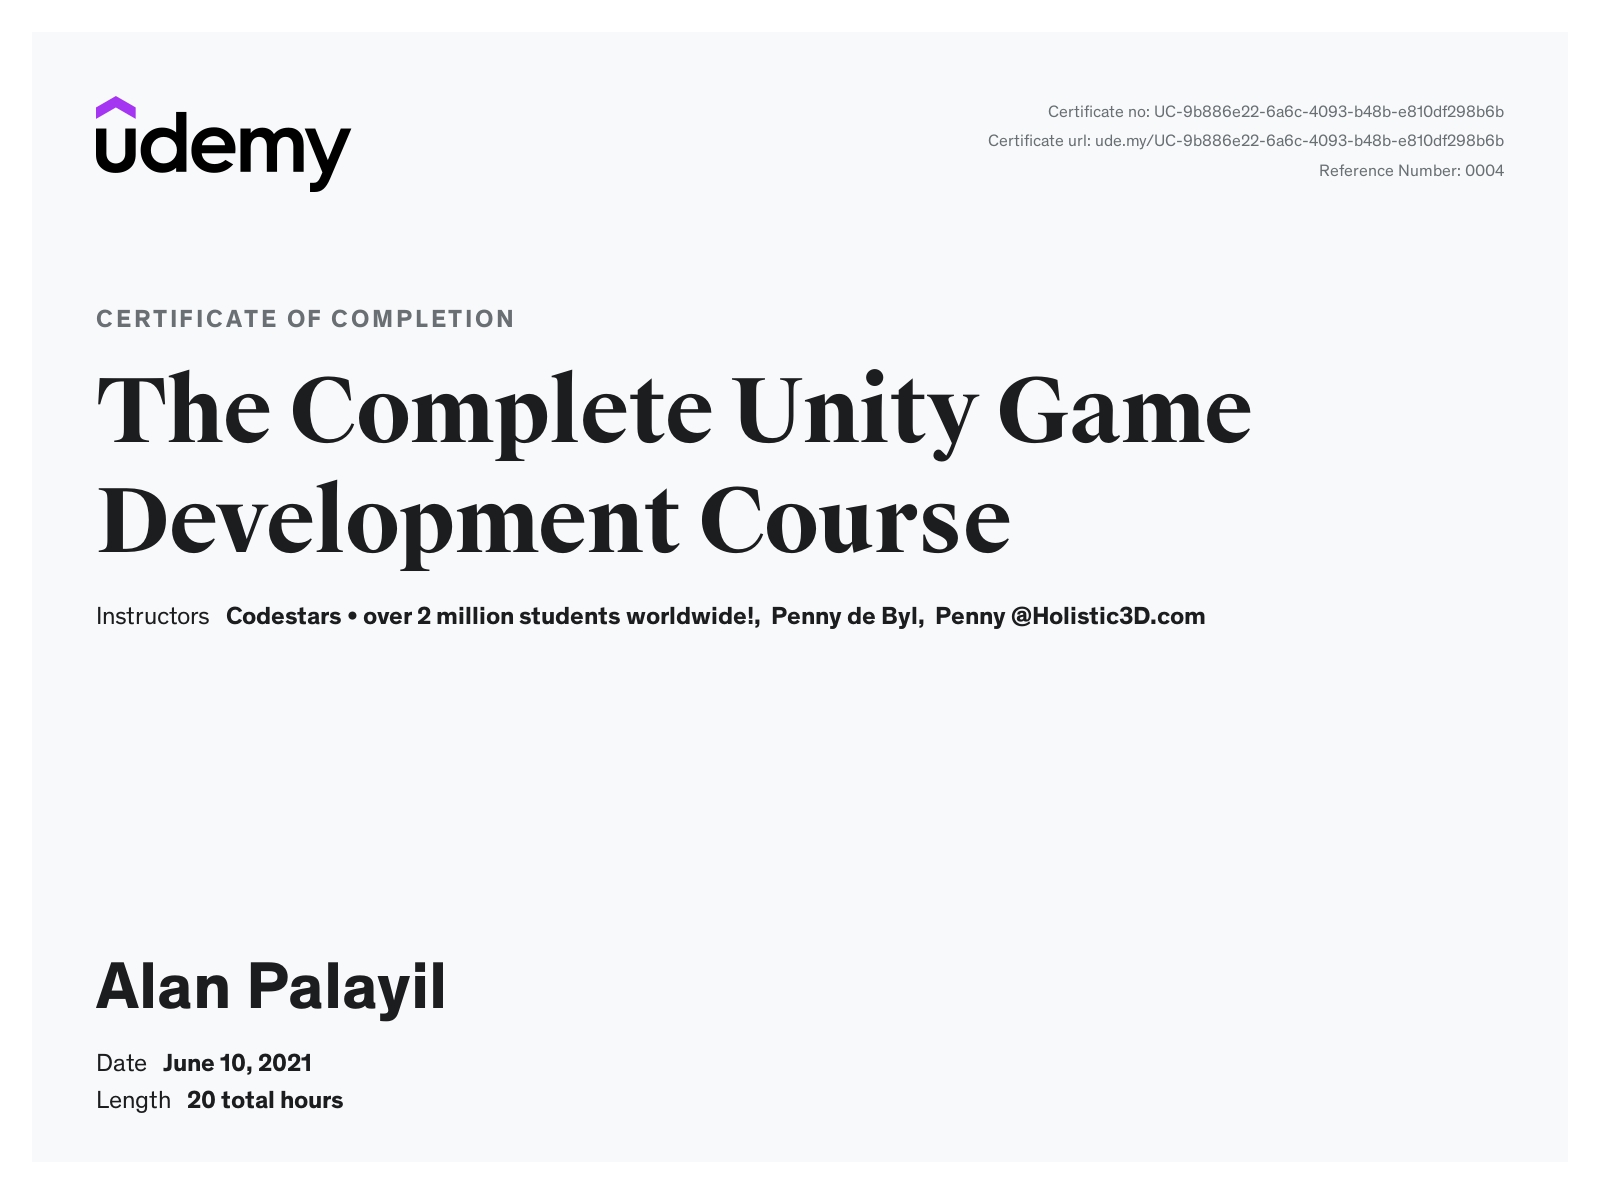 udemy
Certificate no: UC-9b886e22-6a6c-4093-b48b-e810df298b6b
Certificate url: ude.my/UC-9b886e22-6a6c-4093-b48b-e810df298b6b
Reference Number: 0004
CERTIFICATE OF COMPLETION
The Complete Unity Game
Development Course
Instructors Codestars • over 2 million students worldwide!, Penny de Byl, Penny @Holistic3D.com
Alan Palayil
Date June 10, 2021
Length 20 total hours